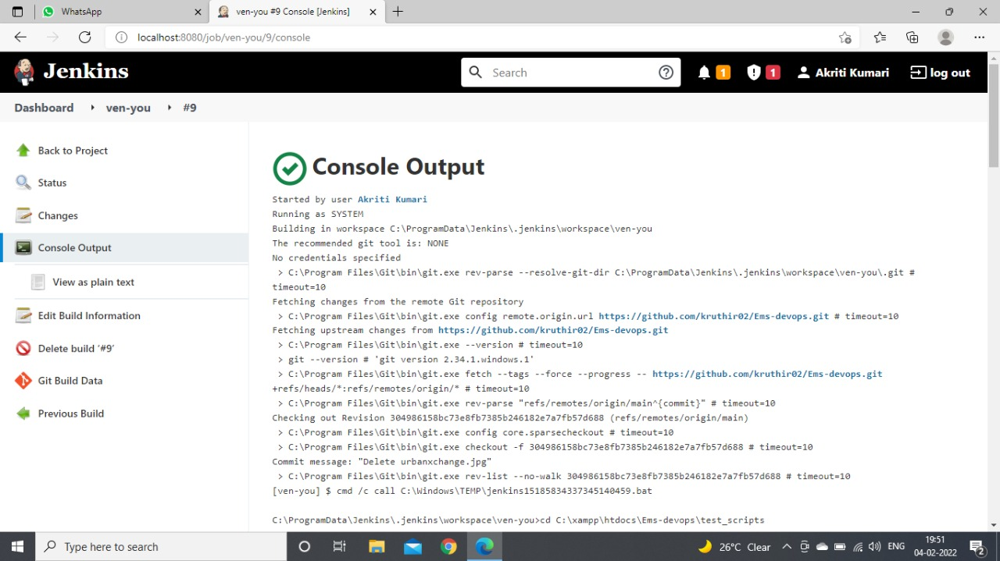 WhatsApp
ven-you #9 Console [Jenkins]
localhost:8080/job/ven-you/9/console
Jenkins
Search
1
1
Akriti Kumari
log out
Dashboard
ven-you
#9
Back to Project
Status
Changes
Console Output
View as plain text
Edit Build Information
Delete build ‘#9’
Git Build Data
Previous Build
Console Output
Started by user Akriti Kumari
Running as SYSTEM
Building in workspace C:\ProgramData\Jenkins\.jenkins\workspace\ven-you
The recommended git tool is: NONE
No credentials specified
> C:\Program Files\Git\bin\git.exe rev-parse --resolve-git-dir C:\ProgramData\Jenkins\.jenkins\workspace\ven-you\.git #
timeout=10
Fetching changes from the remote Git repository
> C:\Program Files\Git\bin\git.exe config remote.origin.url https://github.com/kruthir02/Ems-devops.git # timeout=10
Fetching upstream changes from https://github.com/kruthir02/Ems-devops.git
> C:\Program Files\Git\bin\git.exe --version # timeout=10
> git --version # 'git version 2.34.1.windows.1'
> C:\Program Files\Git\bin\git.exe fetch --tags --force --progress -- https://github.com/kruthir02/Ems-devops.git
+refs/heads/*:refs/remotes/origin/* # timeout=10
> C:\Program Files\Git\bin\git.exe rev-parse "refs/remotes/origin/main^{commit}" # timeout=10
Checking out Revision 304986158bc73e8fb7385b246182e7a7fb57d688 (refs/remotes/origin/main)
> C:\Program Files\Git\bin\git.exe config core.sparsecheckout # timeout=10
> C:\Program Files\Git\bin\git.exe checkout -f 304986158bc73e8fb7385b246182e7a7fb57d688 # timeout=10
Commit message: "Delete urbanxchange.jpg"
> C:\Program Files\Git\bin\git.exe rev-list --no-walk 304986158bc73e8fb7385b246182e7a7fb57d688 # timeout=10
[ven-you] $ cmd /c call C:\Windows\TEMP\jenkins15185834337345140459.bat
C:\ProgramData\Jenkins\.jenkins\workspace\ven-you>cd C:\xampp\htdocs\Ems-devops\test_scripts
Type here to search
26°C Clear
ENG
19:51
04-02-2022
2